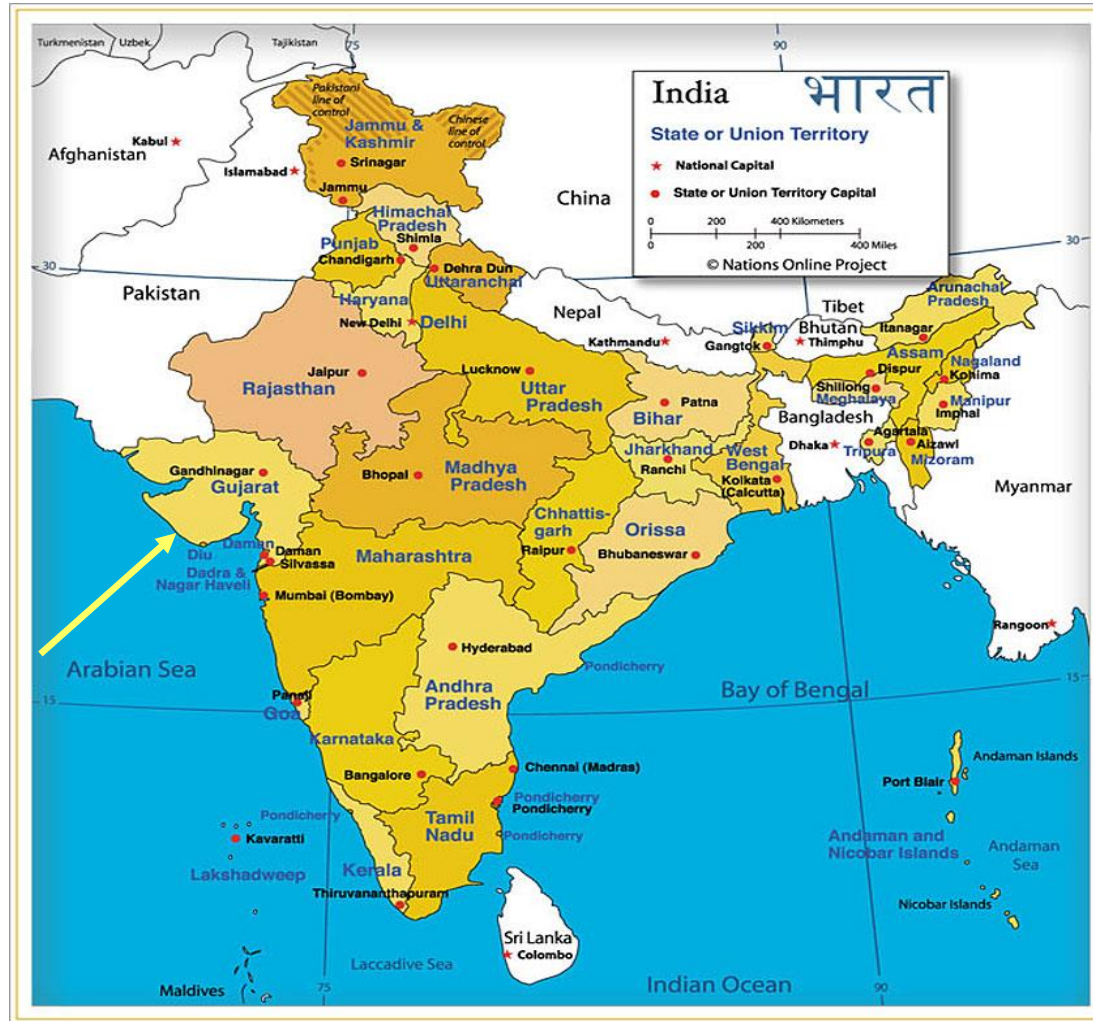 Turkmenistan
Uzbek.
Tajikistan
75
90
India
भारत
State or Union Territory
National Capital
State or Union Territory Capital
0 200 400 Kilometers
0 200 400 Miles
© Nations Online Project
Pakistani
line of
control
Chinese
line of
control
Jammu &
Kashmir
Srinagar
Jammu
Kabul
Afghanistan
Islamabad
China
Himachal
Pradesh
Shimla
Punjab
Chandigarh
Dehra Dun
Uttaranchal
30
30
Pakistan
Haryana
New Delhi
Delhi
Nepal
Kathmandu
Tibet
Bhutan
Thimphu
Sikkim
Gangtok
Arunachal
Pradesh
Itanagar
Assam
Dispur
Nagaland
Kohima
Shillong
Meghalaya
Manipur
Imphal
Jaipur
Rajasthan
Lucknow
Uttar
Pradesh
Patna
Bihar
Bangladesh
Dhaka
Agartala
Tripura
Aizawl
Mizoram
Myanmar
Gandhinagar
Gujarat
Bhopal
Madhya
Pradesh
Jharkhand
Ranchi
West
Bengal
Kolkata
(Calcutta)
Chhattis-
garh
Raipur
Orissa
Bhubaneswar
Daman
Diu
Daman
Silvassa
Dadra &
Nagar Haveli
Maharashtra
Mumbai (Bombay)
Rangoon
Hyderabad
Pondicherry
Arabian Sea
Andhra
Pradesh
Bay of Bengal
15
15
Panaji
Goa
Karnataka
Bangalore
Chennai (Madras)
Andaman Islands
Port Blair
Pondicherry
Pondicherry
Pondicherry
Tamil
Nadu
Pondicherry
Kavaratti
Lakshadweep
Kerala
Thiruvananthapuram
Andaman and
Nicobar Islands
Andaman
Sea
Nicobar Islands
Sri Lanka
Colombo
Laccadive Sea
Maldives
75
Indian Ocean
90